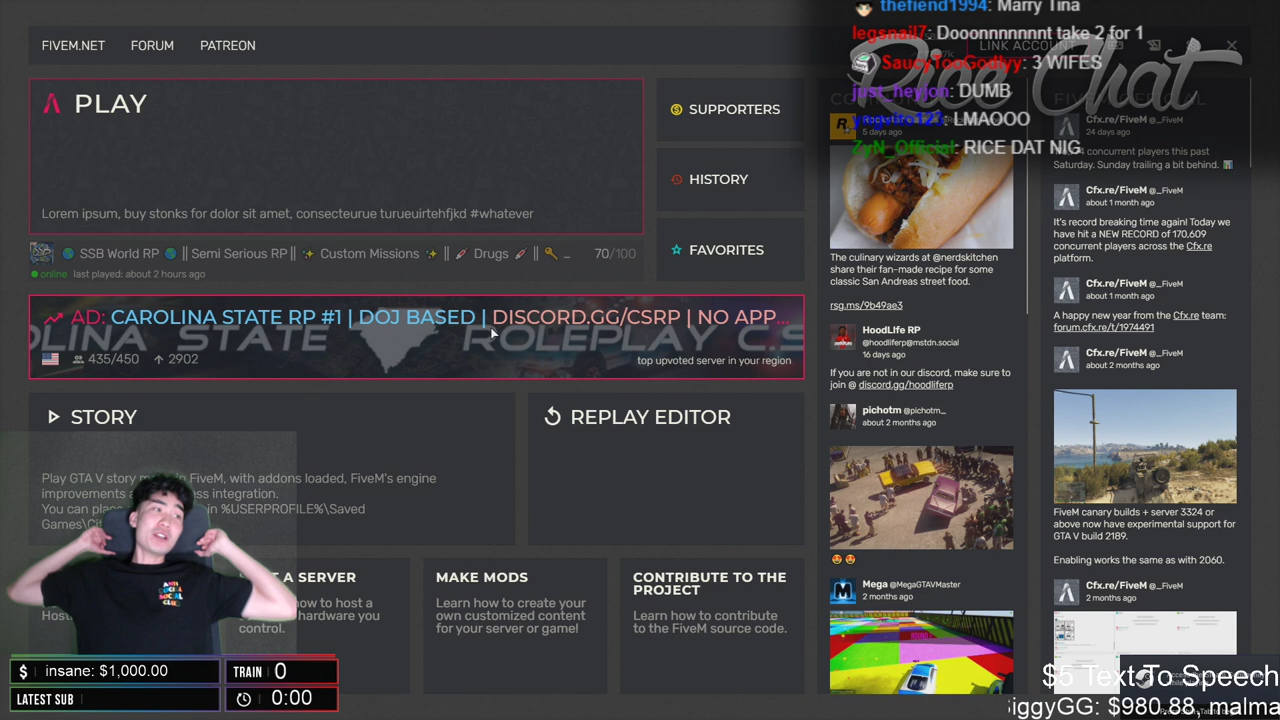 FIVEM.NET FORUM PATREON
PLAY
Lorem ipsum, buy stonks for dolor sit amet, consecteurue turueuirtehfjkd #whatever
SSB World RP || Semi Serious RP || Custom Missions || Drugs || _ 70/100
online last played: about 2 hours ago
SUPPORTERS
HISTORY
FAVORITES
AD: CAROLINA STATE RP #1 | DOJ BASED | DISCORD.GG/CSRP | NO APP...
OLINA STATE ROLEPLAY C.S
435/450 2902
top upvoted server in your region
STORY
Play GTA V story in FiveM, with addons loaded, FiveM's engine
improvements integration.
You can in %USERPROFILE%\Saved
Games\
REPLAY EDITOR
A SERVER
how to host a
hardware you
control.
MAKE MODS
Learn how to create your
own customized content
for your server or game!
CONTRIBUTE TO THE
PROJECT
Learn how to contribute
to the FiveM source code.
thefiend1994: Marry Tina
legsnail7: Dooonnnnnnt take 2 for 1
SaucyTooGodlyy: 3 WIFES
just_heyjon: DUMB
LMAOOO
ZyN_Official: RICE DAT NIG
Rice Chat
LINK ACCOUNT
5 days ago
The culinary wizards at @nerdskitchen
share their fan-made recipe for some
classic San Andreas street food.
rsg.ms/9b49ae3
HoodLIfe RP
@hoodliferp@mstdn.social
16 days ago
If you are not in our discord, make sure to
join @ discord.gg/hoodliferp
pichotm @pichotm_
about 2 months ago
Mega @MegaGTAVMaster
2 months ago
Cfx.re/FiveM @_FiveM
24 days ago
concurrent players this past
Saturday. Sunday trailing a bit behind.
Cfx.re/FiveM @_FiveM
about 1 month ago
It's record breaking time again! Today we
have hit a NEW RECORD of 170,609
concurrent players across the Cfx.re
platform.
Cfx.re/FiveM @_FiveM
about 1 month ago
A happy new year from the Cfx.re team:
forum.cfx.re/t/1974491
Cfx.re/FiveM @_FiveM
about 2 months ago
FiveM canary builds + server 3324 or
above now have experimental support for
GTA V build 2189.
Enabling works the same as with 2060.
Cfx.re/FiveM @_FiveM
2 months ago
ANTI
SOCIAL
SOCIAL
CLUB
$ insane: $1,000.00 TRAIN 0
LATEST SUB 0:00
$5 Text To Speech
iggyGG: $980.88, malma